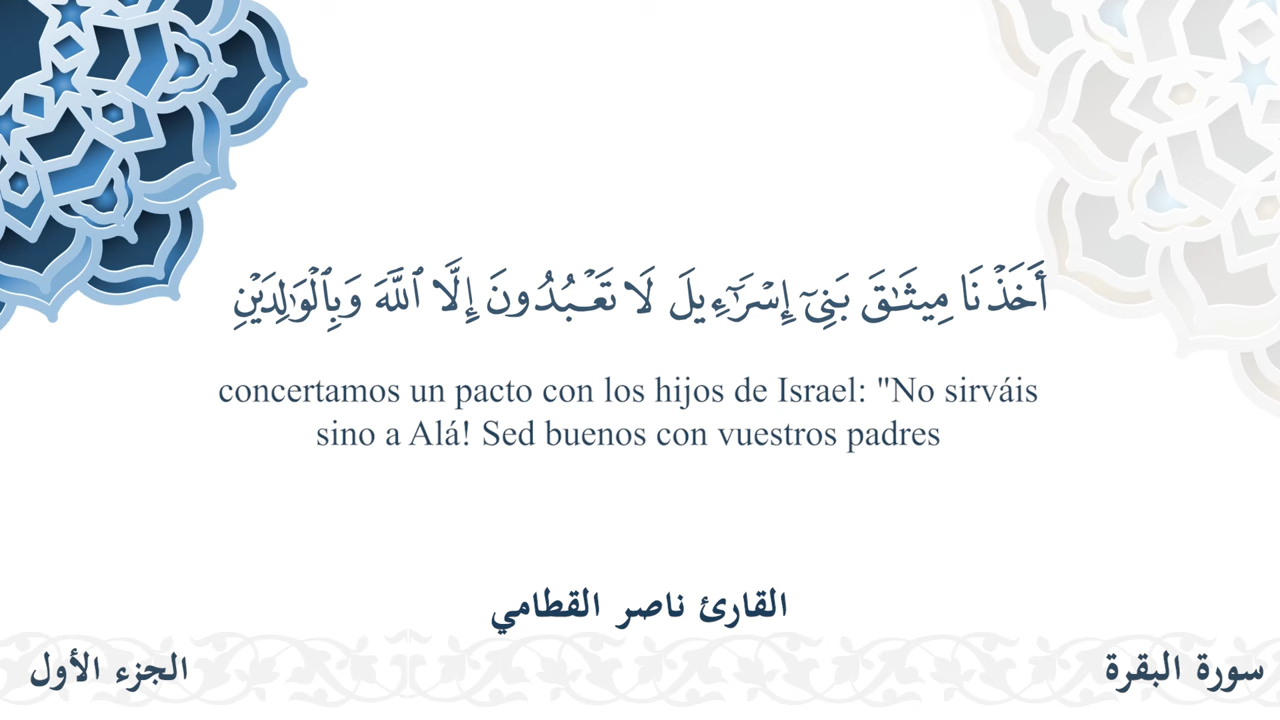 أَخَذْنَا مِيثَٰقَ بَنِىٓ إِسْرَٰٓءِيلَ لَا تَعْبُدُونَ إِلَّا ٱللَّهَ وَبِٱلْوَٰلِدَيْنِ
concertamos un pacto con los hijos de Israel: "No sirváis
sino a Alá! Sed buenos con vuestros padres
القارئ ناصر القطامي
سورة البقرة
الجزء الأول